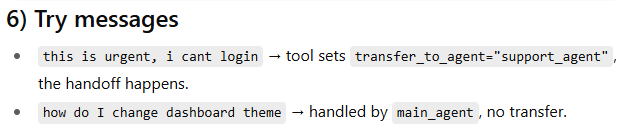 6) Try messages
• this is urgent, i cant login → tool sets transfer_to_agent="support_agent",
the handoff happens.
• how do I change dashboard theme → handled by main_agent, no transfer.